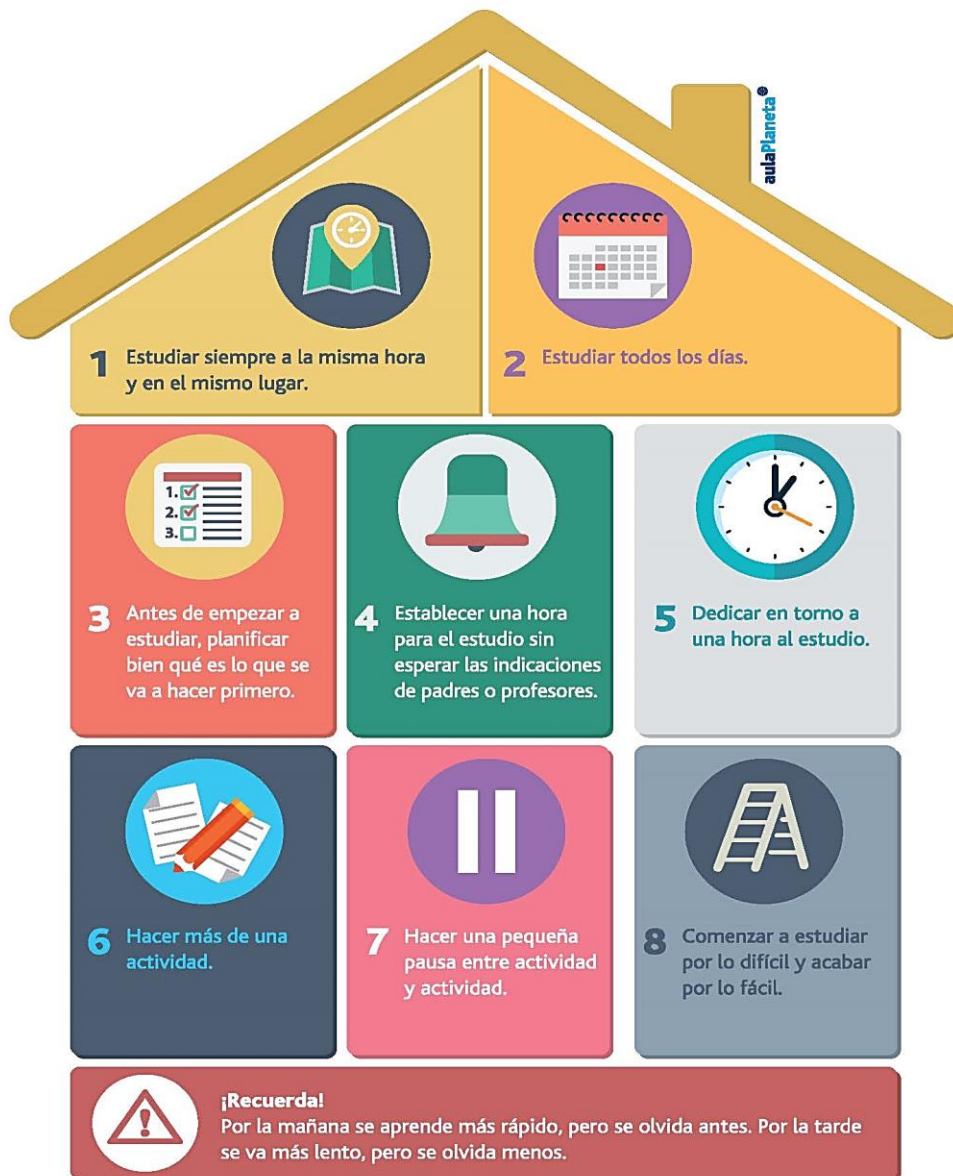 aulaPlaneta
1 Estudiar siempre a la misma hora
y en el mismo lugar.
2 Estudiar todos los días.
1.
2.
3.
3 Antes de empezar a
estudiar, planificar
bien qué es lo que se
va a hacer primero.
4 Establecer una hora
para el estudio sin
esperar las indicaciones
de padres o profesores.
5 Dedicar en torno a
una hora al estudio.
6 Hacer más de una
actividad.
7 Hacer una pequeña
pausa entre actividad
y actividad.
8 Comenzar a estudiar
por lo difícil y acabar
por lo fácil.
¡Recuerda!
Por la mañana se aprende más rápido, pero se olvida antes. Por la tarde
se va más lento, pero se olvida menos.